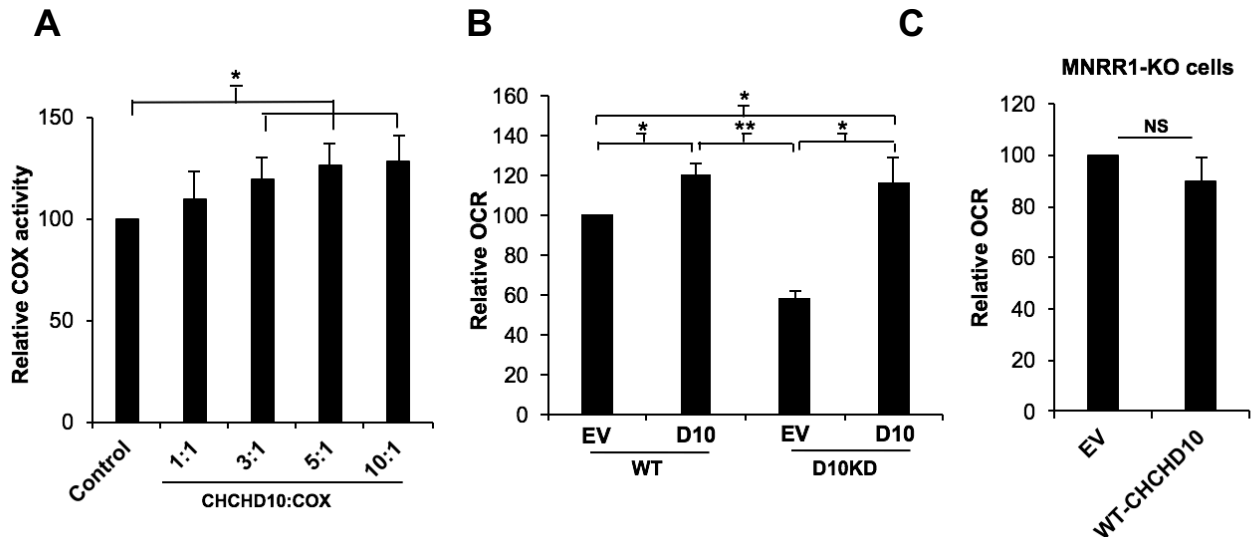 A
*
150
100
50
0
Relative COX activity
Control
1:1
3:1
5:1
10:1
CHCHD10:COX
B
*
*
**
*
160
140
120
100
80
60
40
20
0
Relative OCR
EV
D10
EV
D10
WT
D10KD
C
MNRR1-KO cells
NS
120
100
80
60
40
20
0
Relative OCR
EV
WT-CHCHD10